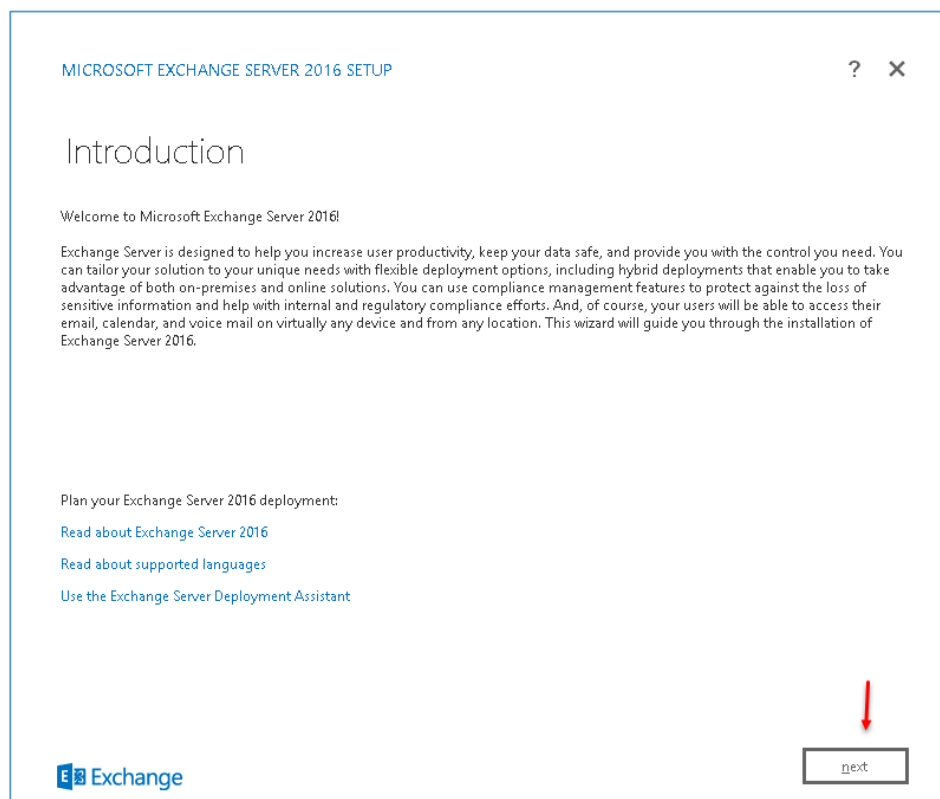 MICROSOFT EXCHANGE SERVER 2016 SETUP
?
Introduction
Welcome to Microsoft Exchange Server 2016!
Exchange Server is designed to help you increase user productivity, keep your data safe, and provide you with the control you need. You
can tailor your solution to your unique needs with flexible deployment options, including hybrid deployments that enable you to take
advantage of both on-premises and online solutions. You can use compliance management features to protect against the loss of
sensitive information and help with internal and regulatory compliance efforts. And, of course, your users will be able to access their
email, calendar, and voice mail on virtually any device and from any location. This wizard will guide you through the installation of
Exchange Server 2016.
Plan your Exchange Server 2016 deployment:
Read about Exchange Server 2016
Read about supported languages
Use the Exchange Server Deployment Assistant
E Exchange
next